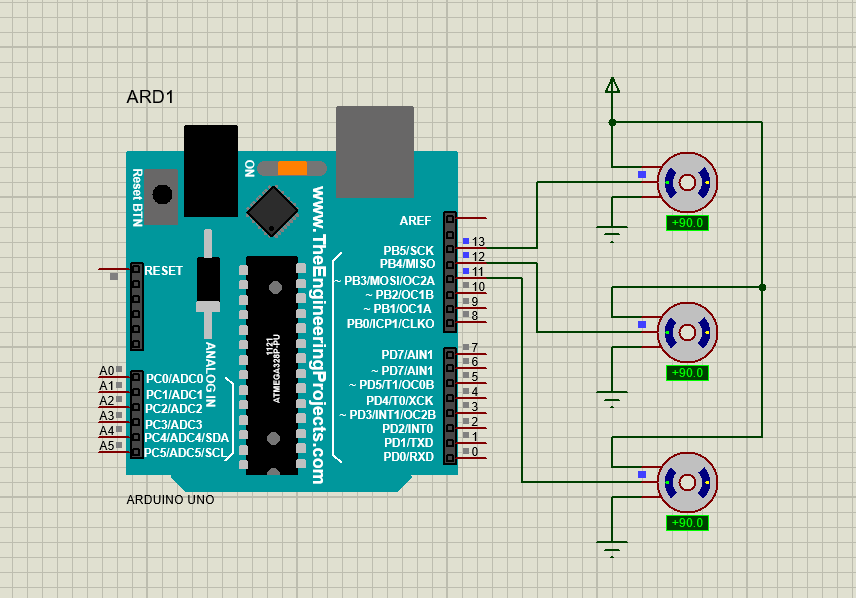 ARD1
ON
Reset BTN
www.TheEngineeringProjects.com
AREF
RESET
PB5/SCK 13
PB4/MISO 12
~ PB3/MOSI/OC2A 11
~ PB2/OC1B 10
~ PB1/OC1A 9
PB0/ICP1/CLKO 8
1121
ATMEGA328P-PU
ANALOG IN
PD7/AIN1 7
~ PD7/AIN1 6
~ PD5/T1/OC0B 5
PD4/T0/XCK 4
~ PD3/INT1/OC2B 3
PD2/INT0 2
PD1/TXD 1
PD0/RXD 0
A0 PC0/ADC0
A1 PC1/ADC1
A2 PC2/ADC2
A3 PC3/ADC3
A4 PC4/ADC4/SDA
A5 PC5/ADC5/SCL
ARDUINO UNO
+90.0
+90.0
+90.0